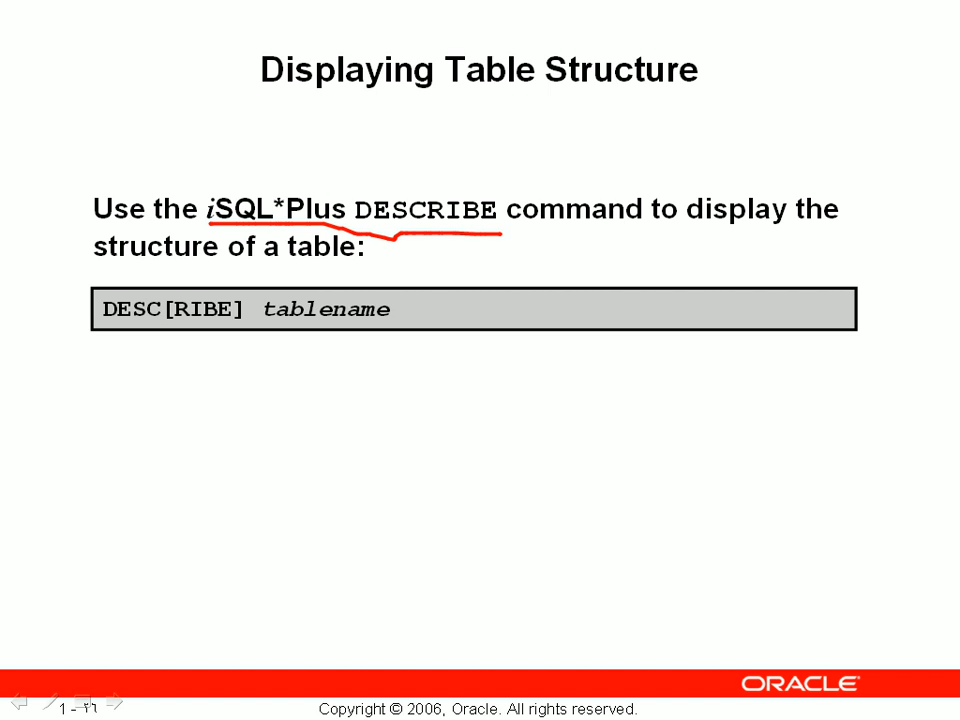 Displaying Table Structure
Use the iSQL*Plus DESCRIBE command to display the
structure of a table:
DESC[RIBE] tablename
ORACLE
1 - ٢٦
Copyright © 2006, Oracle. All rights reserved.